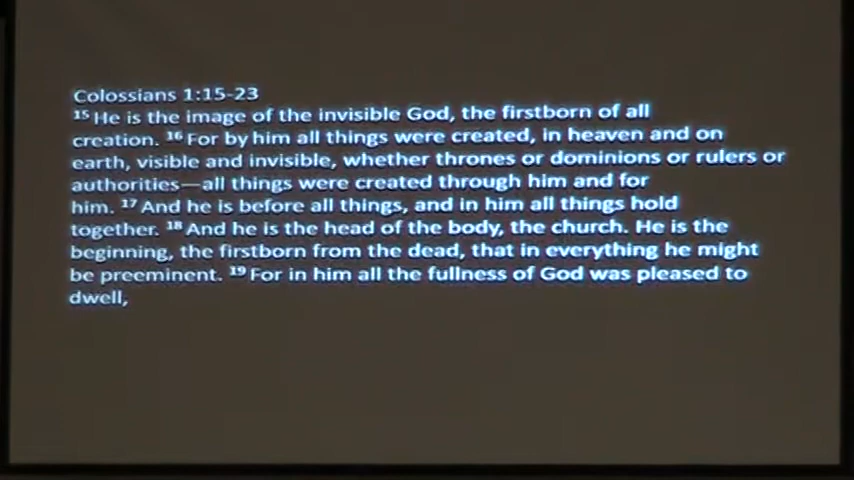 Colossians 1:15-23
15 He is the image of the invisible God, the firstborn of all
creation. 16 For by him all things were created, in heaven and on
earth, visible and invisible, whether thrones or dominions or rulers or
authorities—all things were created through him and for
him. 17 And he is before all things, and in him all things hold
together. 18 And he is the head of the body, the church. He is the
beginning, the firstborn from the dead, that in everything he might
be preeminent. 19 For in him all the fullness of God was pleased to
dwell,